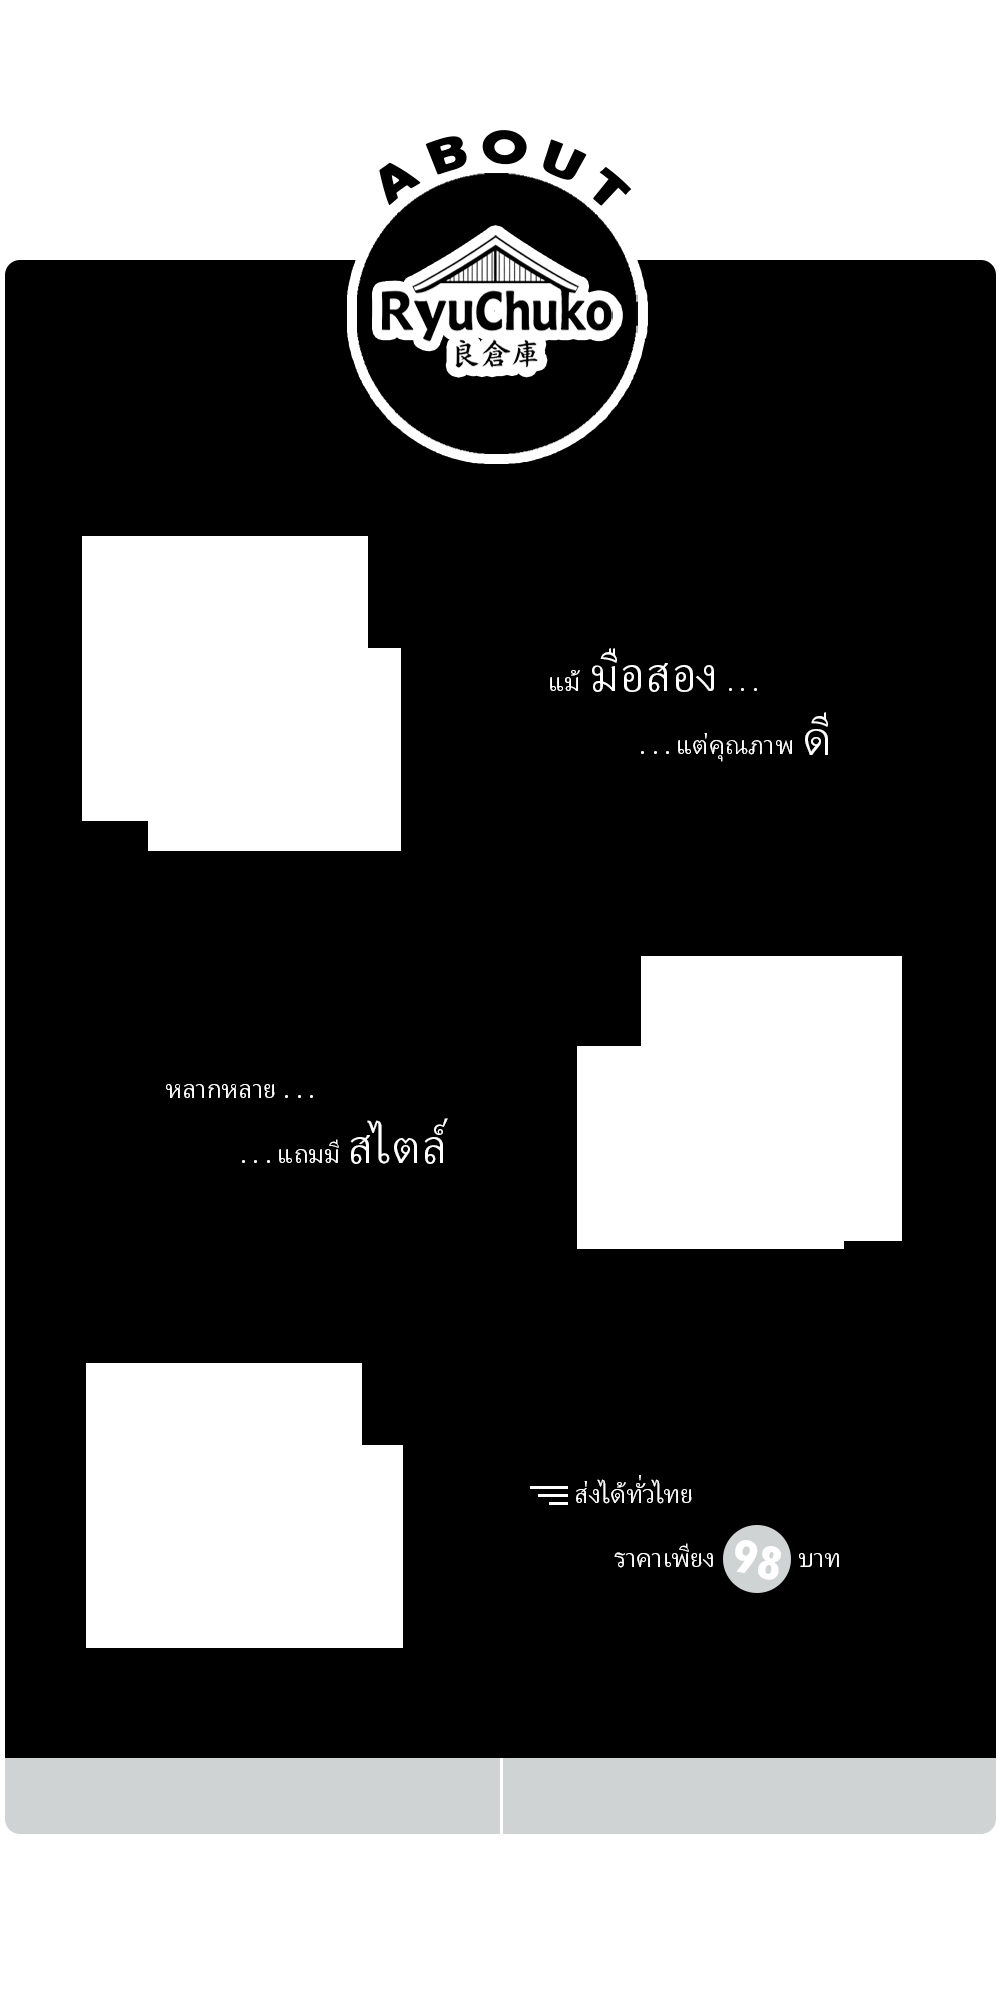 ABOUT
RyuChuko
良倉庫
แม้ มือสอง ...
... แต่คุณภาพ ดี
หลากหลาย ...
... แถมมี สไตล์
ส่งได้ทั่วไทย
ราคาเพียง 98 บาท